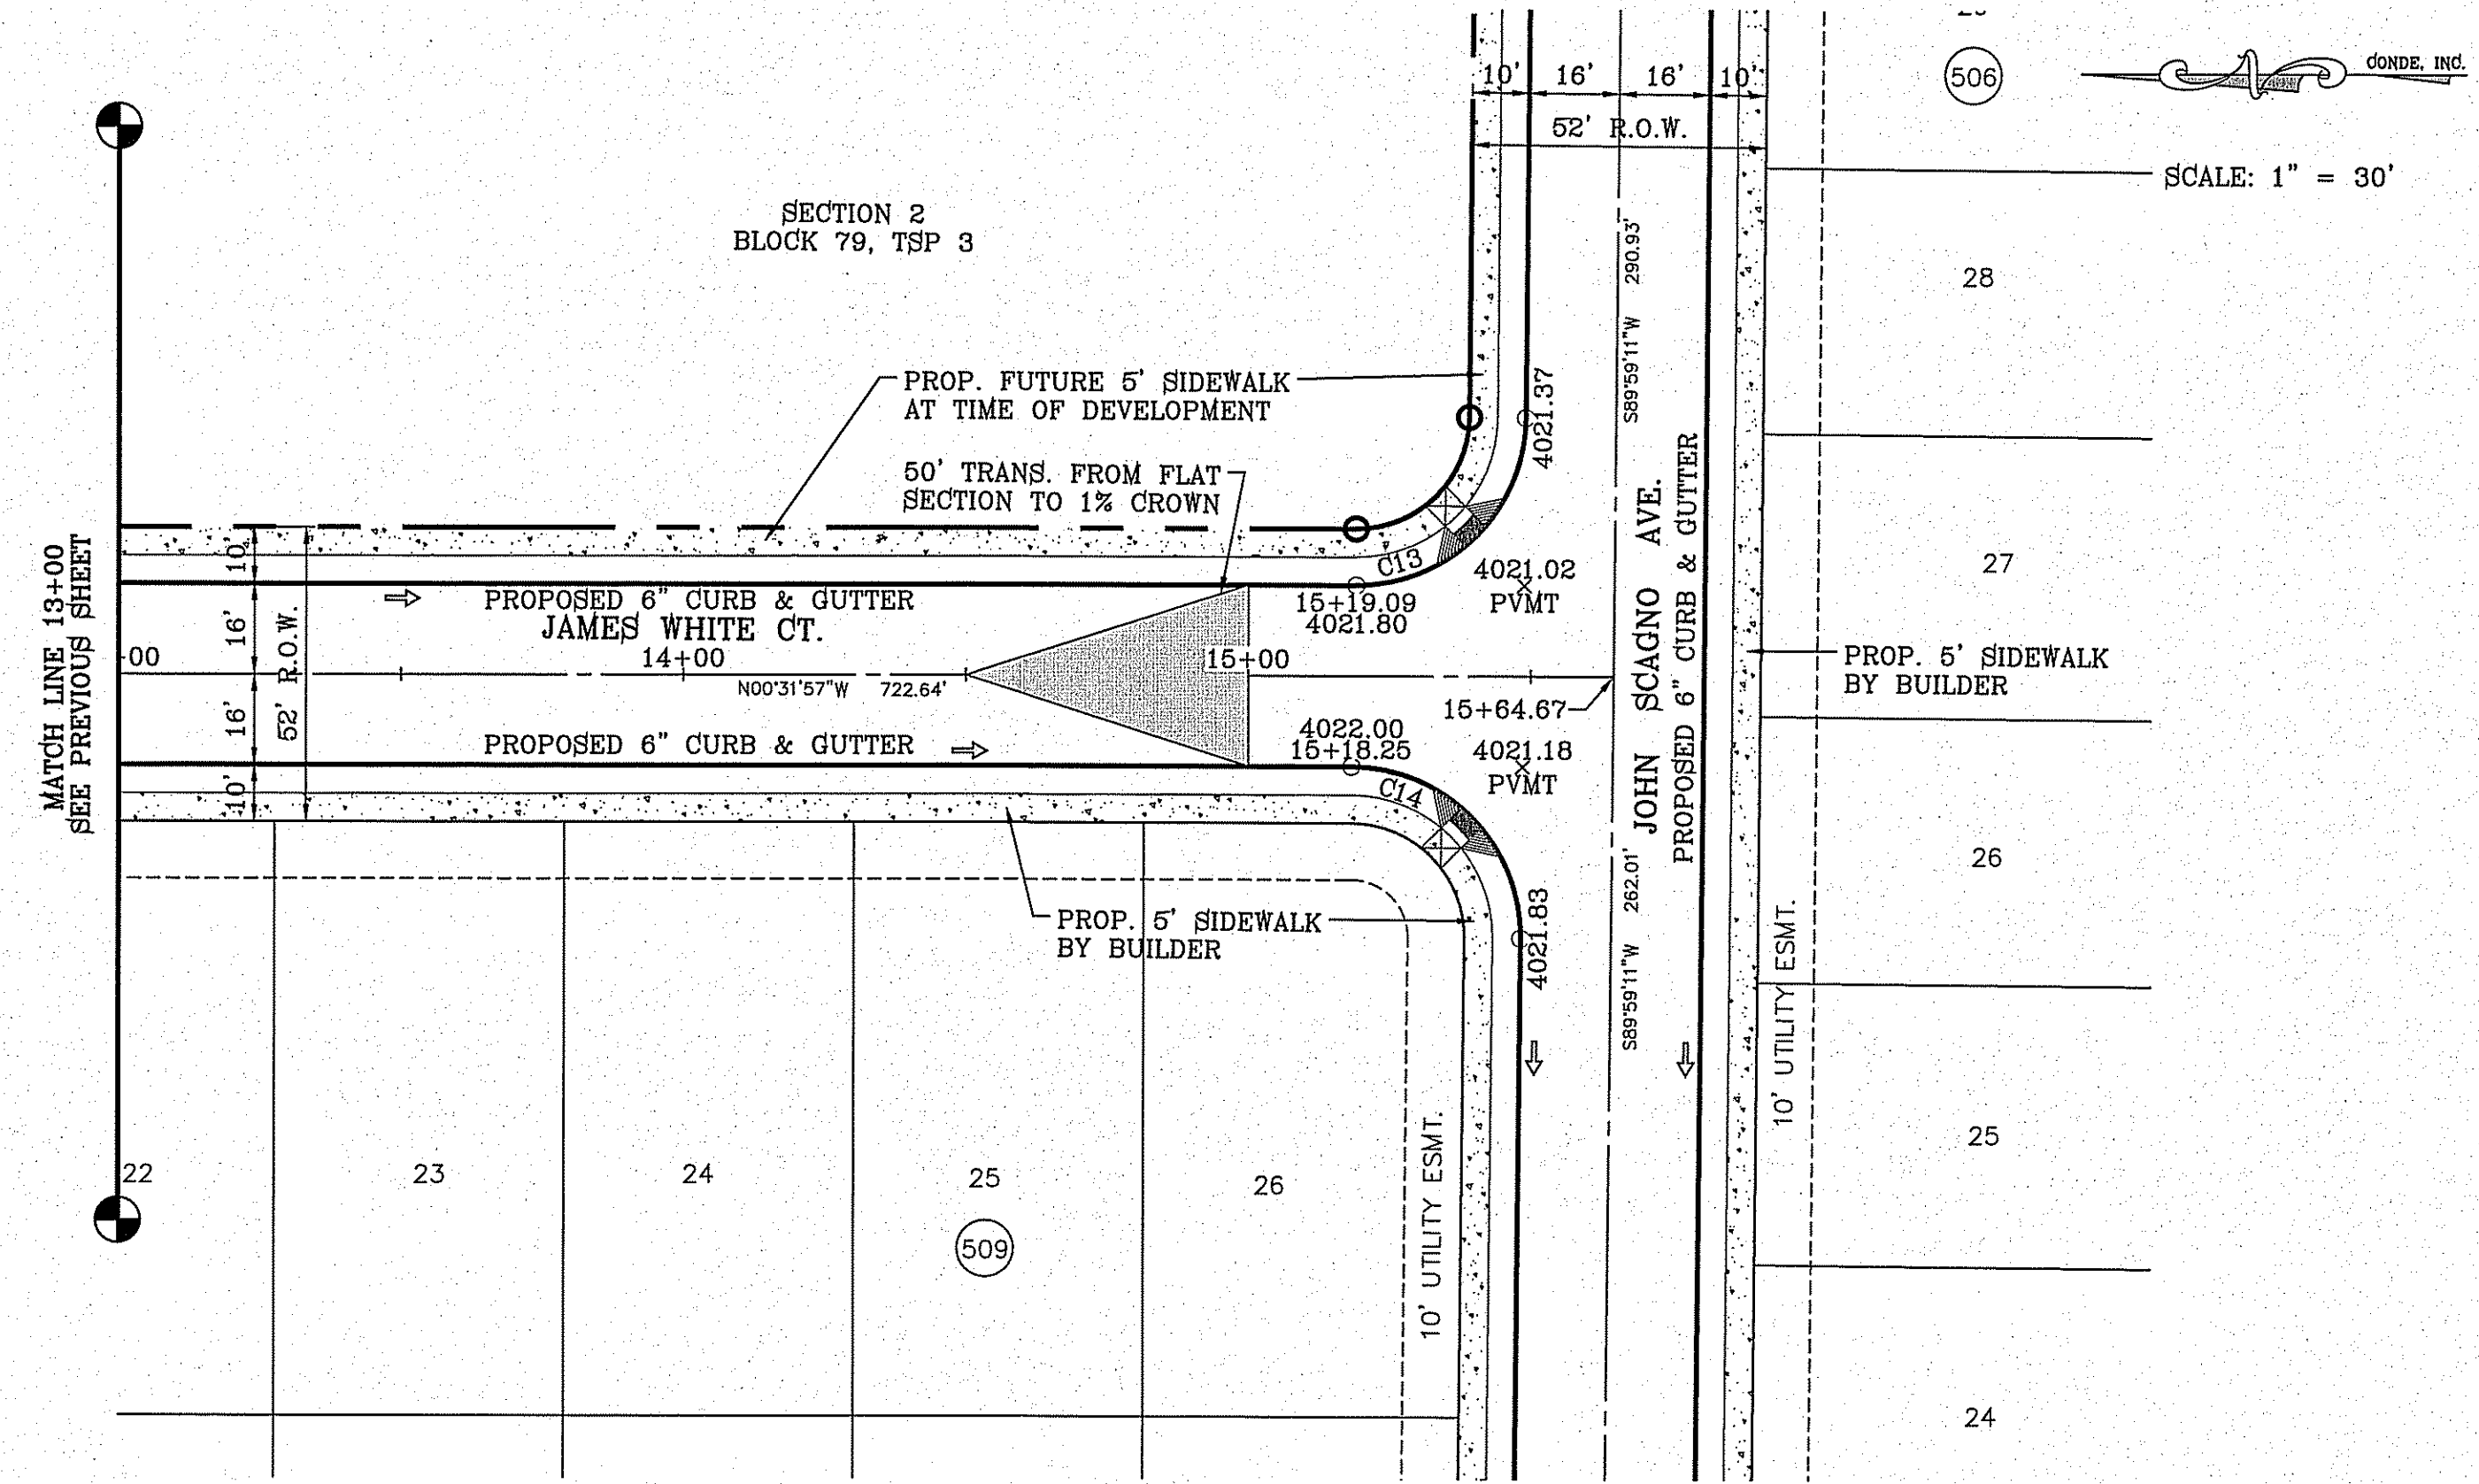 10' 16' 16' 10'
52' R.O.W.
506
CONDE, INC.
SCALE: 1" = 30'
SECTION 2
BLOCK 79, TSP 3
28
S89°59'11"W 290.93'
PROP. FUTURE 5' SIDEWALK
AT TIME OF DEVELOPMENT
4021.37
50' TRANS. FROM FLAT
SECTION TO 1% CROWN
MATCH LINE 13+00
SEE PREVIOUS SHEET
10'
16'
16'
10'
52' R.O.W.
PROPOSED 6" CURB & GUTTER
JAMES WHITE CT.
00
14+00
15+00
N00°31'57"W 722.64'
PROPOSED 6" CURB & GUTTER
C13
15+19.09
4021.80
4021.02
PVMT
15+64.67
4022.00
15+18.25
4021.18
PVMT
C14
JOHN SCAGNO AVE.
PROPOSED 6" CURB & GUTTER
27
PROP. 5' SIDEWALK
BY BUILDER
26
S89°59'11"W 262.01'
4021.83
PROP. 5' SIDEWALK
BY BUILDER
10' UTILITY ESMT.
10' UTILITY ESMT.
25
22
23
24
25
26
509
24